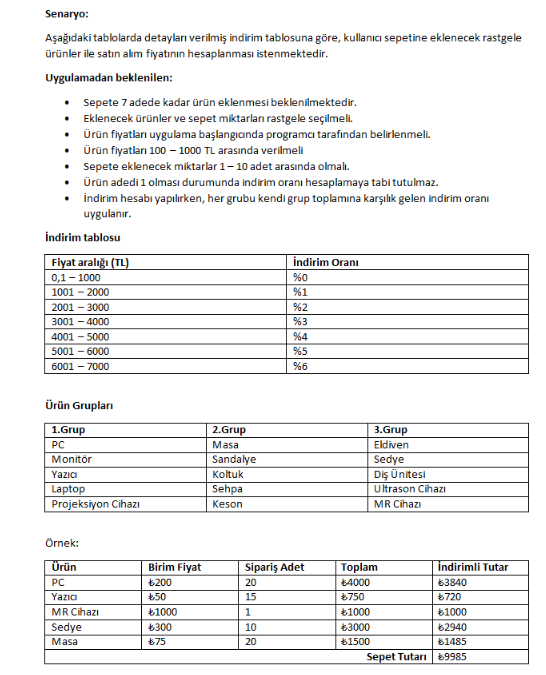 Senaryo:
Aşağıdaki tablolarda detayları verilmiş indirim tablosuna göre, kullanıcı sepetine eklenecek rastgele
ürünler ile satın alım fiyatının hesaplanması istenmektedir.
Uygulamadan beklenilen:
• Sepete 7 adede kadar ürün eklenmesi beklenilmektedir.
• Eklenecek ürünler ve sepet miktarları rastgele seçilmeli.
• Ürün fiyatları uygulama başlangıcında programcı tarafından belirlenmeli.
• Ürün fiyatları 100 – 1000 TL arasında verilmeli
• Sepete eklenecek miktarlar 1 – 10 adet arasında olmalı.
• Ürün adedi 1 olması durumunda indirim oranı hesaplamaya tabi tutulmaz.
• İndirim hesabı yapılırken, her grubu kendi grup toplamına karşılık gelen indirim oranı
uygulanır.
İndirim tablosu
Fiyat aralığı (TL) İndirim Oranı
0,1 – 1000 %0
1001 – 2000 %1
2001 – 3000 %2
3001 – 4000 %3
4001 – 5000 %4
5001 – 6000 %5
6001 – 7000 %6
Ürün Grupları
1.Grup 2.Grup 3.Grup
PC Masa Eldiven
Monitör Sandalye Sedye
Yazıcı Koltuk Diş Ünitesi
Laptop Sehpa Ultrason Cihazı
Projeksiyon Cihazı Keson MR Cihazı
Örnek:
Ürün Birim Fiyat Sipariş Adet Toplam İndirimli Tutar
PC ₺200 20 ₺4000 ₺3840
Yazıcı ₺50 15 ₺750 ₺720
MR Cihazı ₺1000 1 ₺1000 ₺1000
Sedye ₺300 10 ₺3000 ₺2940
Masa ₺75 20 ₺1500 ₺1485
Sepet Tutarı ₺9985